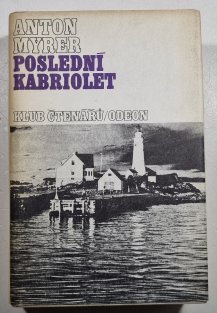 ANTON
MYRER
POSLEDNÍ
KABRIOLET
KLUB ČTENÁŘŮ/ODEON